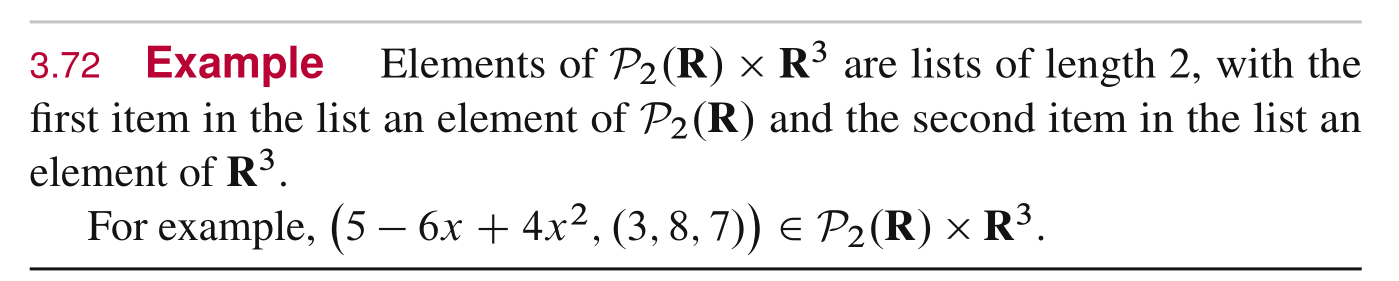 3.72 Example Elements of 𝒫₂(𝐑) × 𝐑³ are lists of length 2, with the
first item in the list an element of 𝒫₂(𝐑) and the second item in the list an
element of 𝐑³.
For example, (5 − 6x + 4x², (3, 8, 7)) ∈ 𝒫₂(𝐑) × 𝐑³.